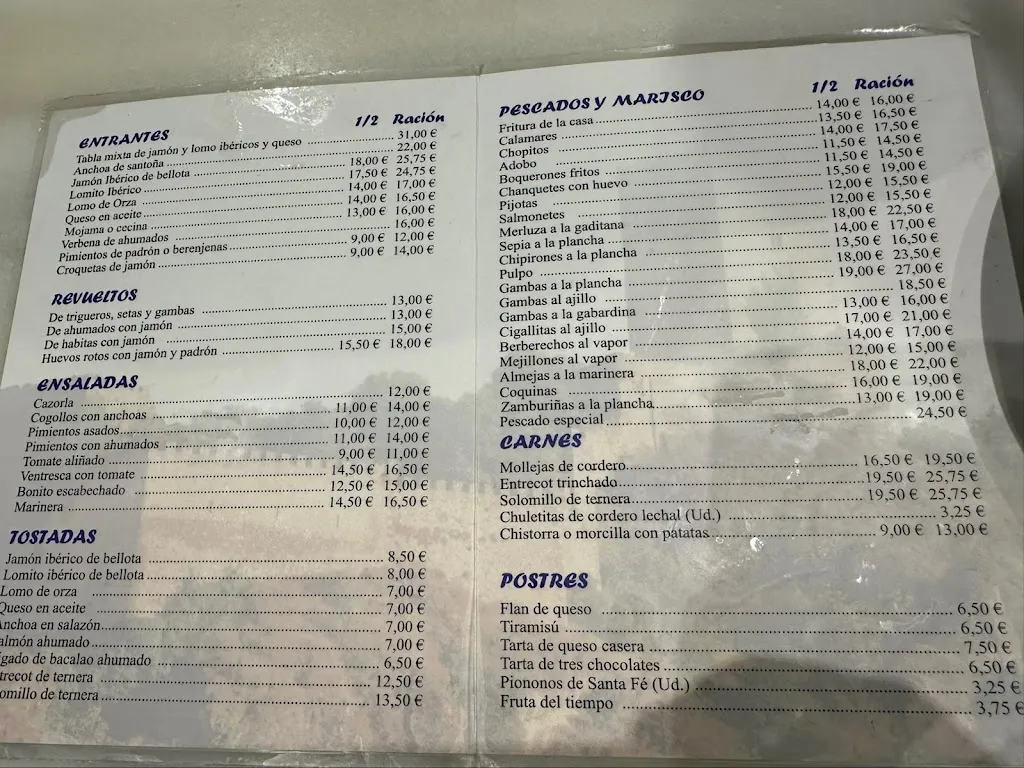 ENTRANTES 1/2 Ración
Tabla mixta de jamón y lomo ibéricos y queso 31,00 €
Anchoa de santoña 22,00 €
Jamón Ibérico de bellota 18,00 € 25,75 €
Lomito Ibérico 17,50 € 24,75 €
Lomo de Orza 14,00 € 17,00 €
Queso en aceite 14,00 € 16,50 €
Mojama o cecina 13,00 € 16,00 €
Verbena de ahumados 16,00 €
Pimientos de padrón o berenjenas 9,00 € 12,00 €
Croquetas de jamón 9,00 € 14,00 €
REVUELTOS
De trigueros, setas y gambas 13,00 €
De ahumados con jamón 13,00 €
De habitas con jamón 15,00 €
Huevos rotos con jamón y padrón 15,50 € 18,00 €
ENSALADAS
Cazorla 12,00 €
Cogollos con anchoas 11,00 € 14,00 €
Pimientos asados 10,00 € 12,00 €
Pimientos con ahumados 11,00 € 14,00 €
Tomate aliñado 9,00 € 11,00 €
Ventresca con tomate 14,50 € 16,50 €
Bonito escabechado 12,50 € 15,00 €
Marinera 14,50 € 16,50 €
TOSTADAS
Jamón ibérico de bellota 8,50 €
Lomito ibérico de bellota 8,00 €
Lomo de orza 7,00 €
Queso en aceite 7,00 €
Anchoa en salazón 7,00 €
almón ahumado 7,00 €
ígado de bacalao ahumado 6,50 €
trecot de ternera 12,50 €
omillo de ternera 13,50 €
PESCADOS Y MARISCO 1/2 Ración
Fritura de la casa 14,00 € 16,00 €
Calamares 13,50 € 16,50 €
Chopitos 14,00 € 17,50 €
Adobo 11,50 € 14,50 €
Boquerones fritos 11,50 € 14,50 €
Chanquetes con huevo 15,50 € 19,00 €
Pijotas 12,00 € 15,50 €
Salmonetes 12,00 € 15,50 €
Merluza a la gaditana 18,00 € 22,50 €
Sepia a la plancha 14,00 € 17,00 €
Chipirones a la plancha 13,50 € 16,50 €
Pulpo 18,00 € 23,50 €
Gambas a la plancha 19,00 € 27,00 €
Gambas al ajillo 18,50 €
Gambas a la gabardina 13,00 € 16,00 €
Cigallitas al ajillo 17,00 € 21,00 €
Berberechos al vapor 14,00 € 17,00 €
Mejillones al vapor 12,00 € 15,00 €
Almejas a la marinera 18,00 € 22,00 €
Coquinas 16,00 € 19,00 €
Zamburiñas a la plancha 13,00 € 19,00 €
Pescado especial 24,50 €
CARNES
Mollejas de cordero 16,50 € 19,50 €
Entrecot trinchado 19,50 € 25,75 €
Solomillo de ternera 19,50 € 25,75 €
Chuletitas de cordero lechal (Ud.) 3,25 €
Chistorra o morcilla con patatas 9,00 € 13,00 €
POSTRES
Flan de queso 6,50 €
Tiramisú 6,50 €
Tarta de queso casera 7,50 €
Tarta de tres chocolates 6,50 €
Piononos de Santa Fé (Ud.) 3,25 €
Fruta del tiempo 3,75 €